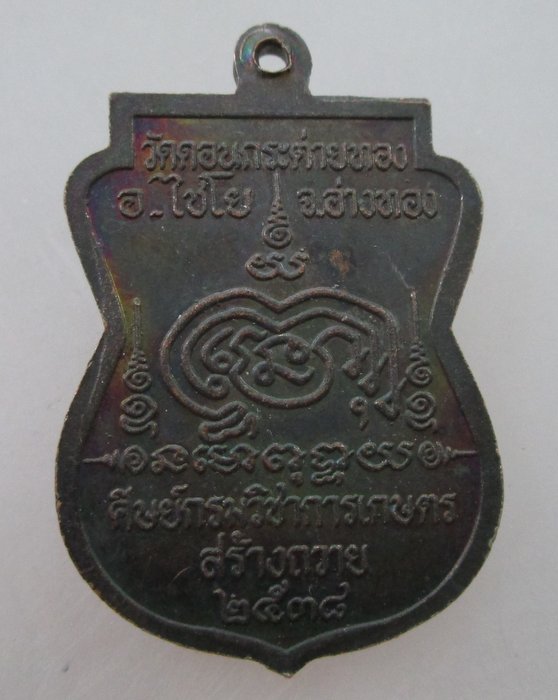 วัดดอนกระต่ายทอง
อ.ไชโย จ.อ่างทอง
ศิษย์กรมวิชาการเกษตร
สร้างถวาย
๒๕๓๘